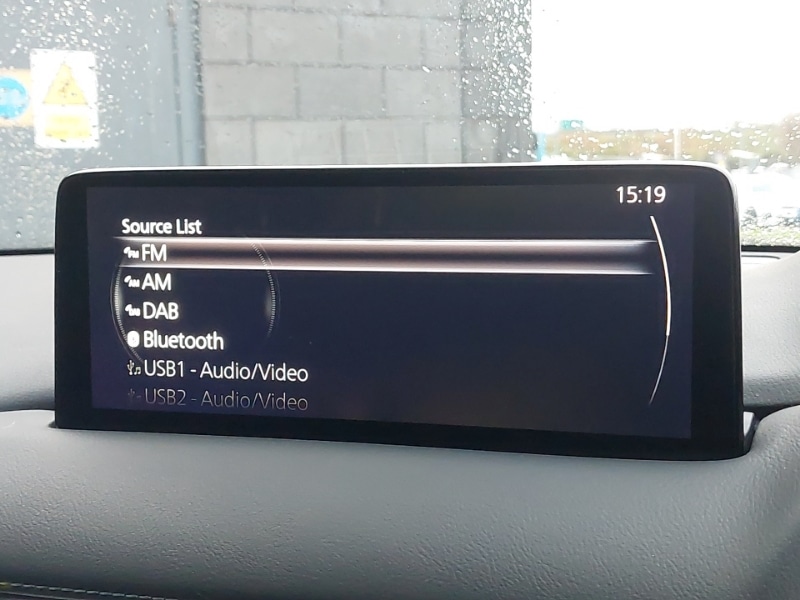 15:19
Source List
FM
AM
DAB
Bluetooth
USB1 - Audio/Video
USB2 - Audio/Video